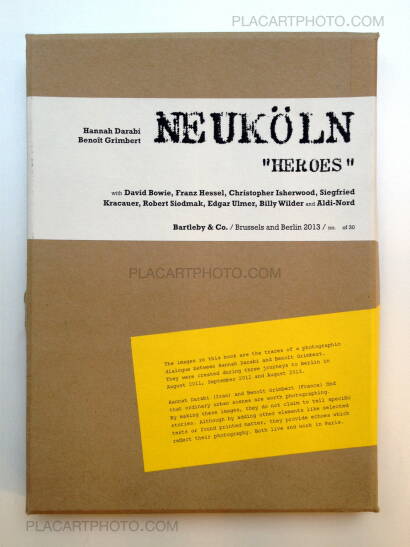 PLACARTPHOTO.COM
Hannah Darabi
Benoît Grimbert
NEUKÖLN
"HEROES"
with David Bowie, Franz Hessel, Christopher Isherwood, Siegfried
Kracauer, Robert Siodmak, Edgar Ulmer, Billy Wilder and Aldi-Nord
Bartleby & Co. / Brussels and Berlin 2013 / no. of 30
PLACARTPHOTO.COM
The images in this book are the traces of a photographic
dialogue between Hannah Darabi and Benoît Grimbert.
They were created during three journeys to Berlin in
August 2011, September 2012 and August 2013.
Hannah Darabi (Iran) and Benoît Grimbert (France) find
that ordinary urban scenes are worth photographing.
By making these images, they do not claim to tell specific
stories. Although by adding other elements like selected
texts or found printed matter, they provide echoes which
reflect their photography. Both live and work in Paris.
PLACARTPHOTO.COM